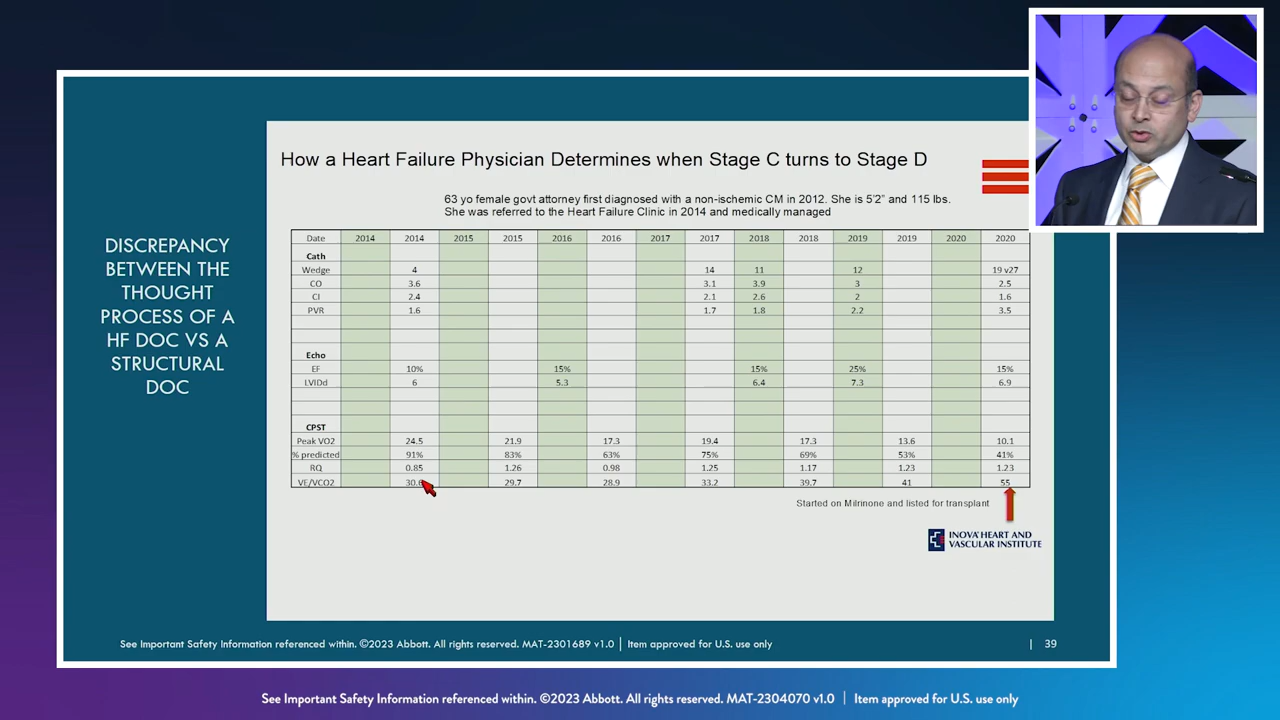 How a Heart Failure Physician Determines when Stage C turns to Stage D
63 yo female govt attorney first diagnosed with a non-ischemic CM in 2012. She is 5'2" and 115 lbs.
She was referred to the Heart Failure Clinic in 2014 and medically managed
DISCREPANCY
BETWEEN THE
THOUGHT
PROCESS OF A
HF DOC VS A
STRUCTURAL
DOC
Date 2014 2014 2015 2015 2016 2016 2017 2017 2018 2018 2019 2019 2020 2020
Cath
Wedge 4 14 11 12 19 v27
CO 3.6 3.1 3.9 3 2.5
CI 2.4 2.1 2.6 2 1.6
PVR 1.6 1.7 1.8 2.2 3.5
Echo
EF 10% 15% 15% 25% 15%
LVIDd 6 5.3 6.4 7.3 6.9
CPST
Peak VO2 24.5 21.9 17.3 19.4 17.3 13.6 10.1
% predicted 91% 83% 63% 75% 69% 53% 41%
RQ 0.85 1.26 0.98 1.25 1.17 1.23 1.23
VE/VCO2 29.7 28.9 33.2 39.7 41 55
Started on Milrinone and listed for transplant
INOVA HEART AND
VASCULAR INSTITUTE
See Important Safety Information referenced within. ©2023 Abbott. All rights reserved. MAT-2301689 v1.0 | Item approved for U.S. use only
| 39
See Important Safety Information referenced within. ©2023 Abbott. All rights reserved. MAT-2304070 v1.0 | Item approved for U.S. use only